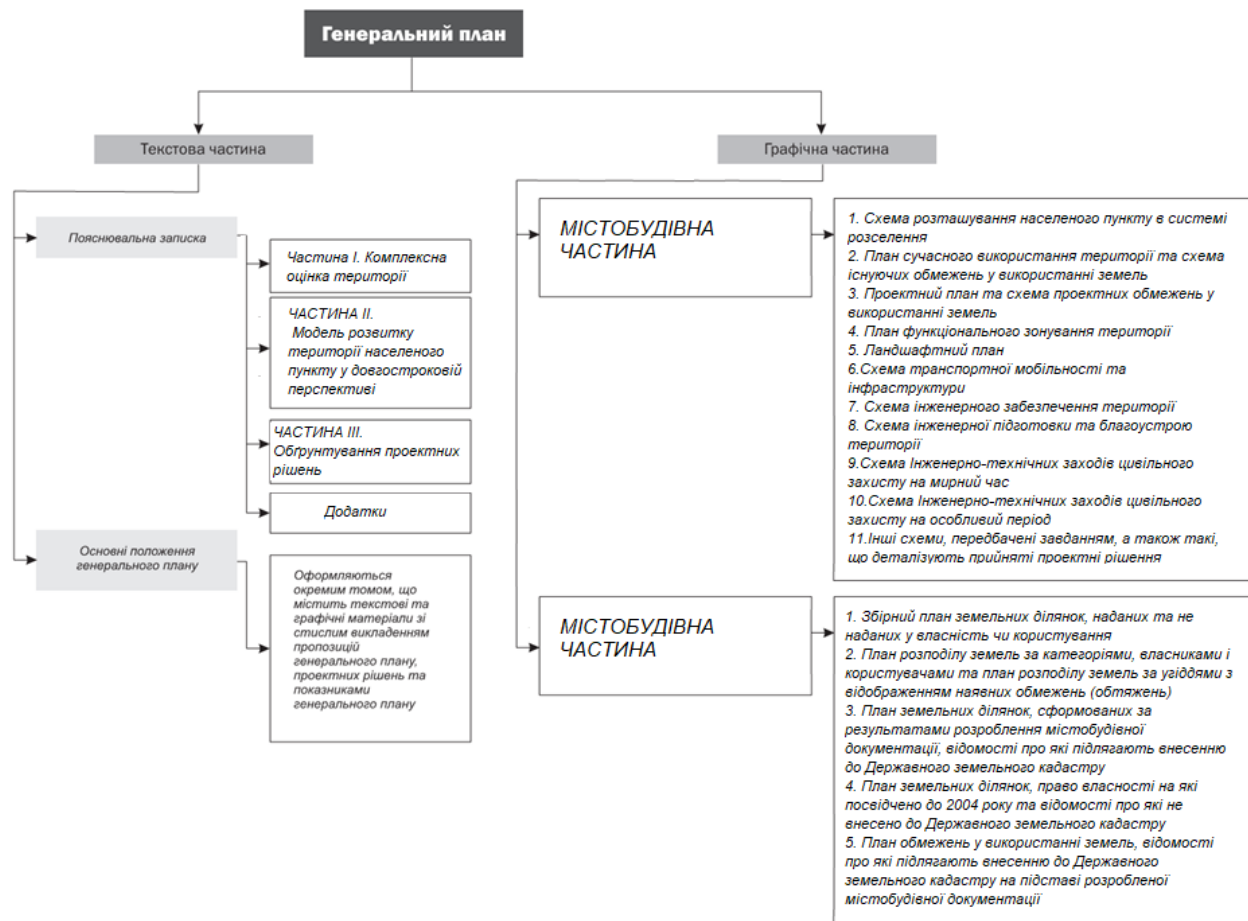 Генеральний план
Текстова частина
Графічна частина
Пояснювальна записка
Частина І. Комплексна
оцінка території
ЧАСТИНА ІІ.
Модель розвитку
території населеного
пункту у довгостроковій
перспективі
ЧАСТИНА ІІІ.
Обґрунтування проектних
рішень
Додатки
Основні положення
генерального плану
Оформляються
окремим томом, що
містить текстові та
графічні матеріали зі
стислим викладенням
пропозицій
генерального плану,
проектних рішень та
показниками
генерального плану
МІСТОБУДІВНА
ЧАСТИНА
1. Схема розташування населеного пункту в системі
розселення
2. План сучасного використання території та схема
існуючих обмежень у використанні земель
3. Проектний план та схема проектних обмежень у
використанні земель
4. План функціонального зонування території
5. Ландшафтний план
6.Схема транспортної мобільності та
інфраструктури
7. Схема інженерного забезпечення території
8. Схема інженерної підготовки та благоустрою
території
9.Схема Інженерно-технічних заходів цивільного
захисту на мирний час
10.Схема Інженерно-технічних заходів цивільного
захисту на особливий період
11.Інші схеми, передбачені завданням, а також такі,
що деталізують прийняті проектні рішення
МІСТОБУДІВНА
ЧАСТИНА
1. Збірний план земельних ділянок, наданих та не
наданих у власність чи користування
2. План розподілу земель за категоріями, власниками і
користувачами та план розподілу земель за угіддями з
відображенням наявних обмежень (обтяжень)
3. План земельних ділянок, сформованих за
результатами розроблення містобудівної
документації, відомості про які підлягають внесенню
до Державного земельного кадастру
4. План земельних ділянок, право власності на які
посвідчено до 2004 року та відомості про які не
внесено до Державного земельного кадастру
5. План обмежень у використанні земель, відомості
про які підлягають внесенню до Державного
земельного кадастру на підставі розробленої
містобудівної документації